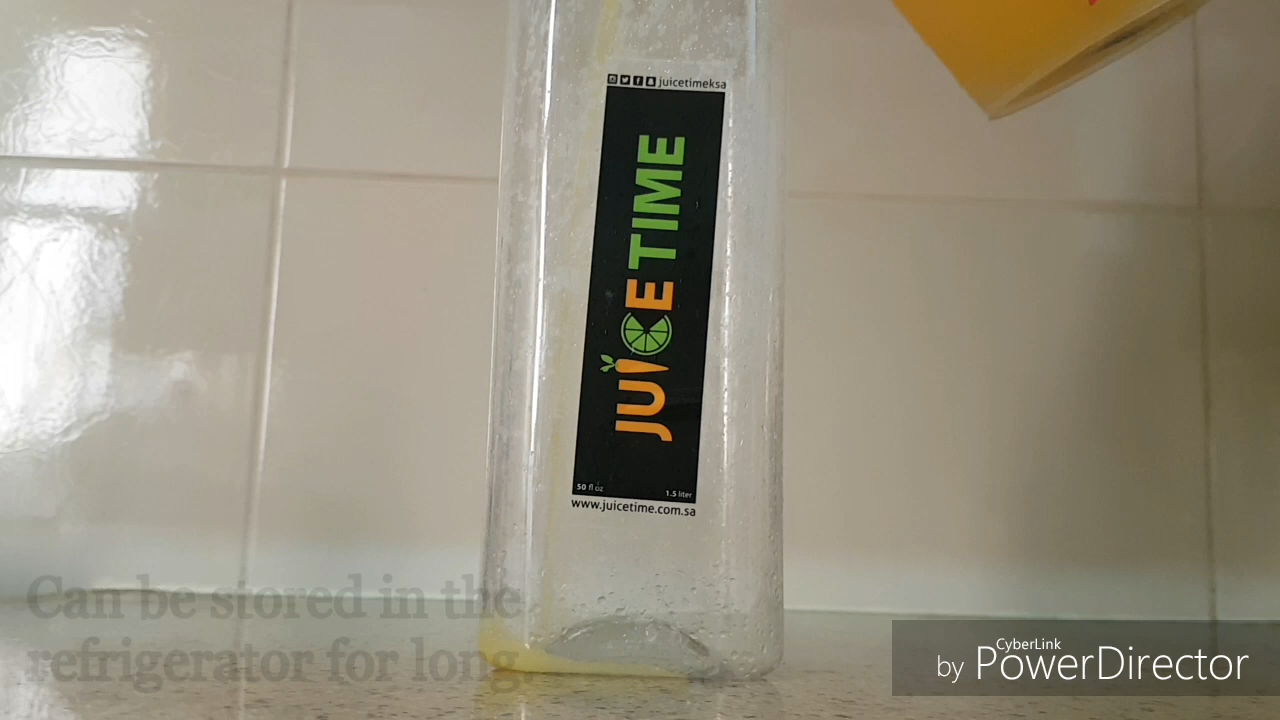 juicetimeksa
JUICE TIME
50 fl oz
1.5 liter
www.juicetime.com.sa
Can be stored in the
refrigerator for long
CyberLink
by PowerDirector